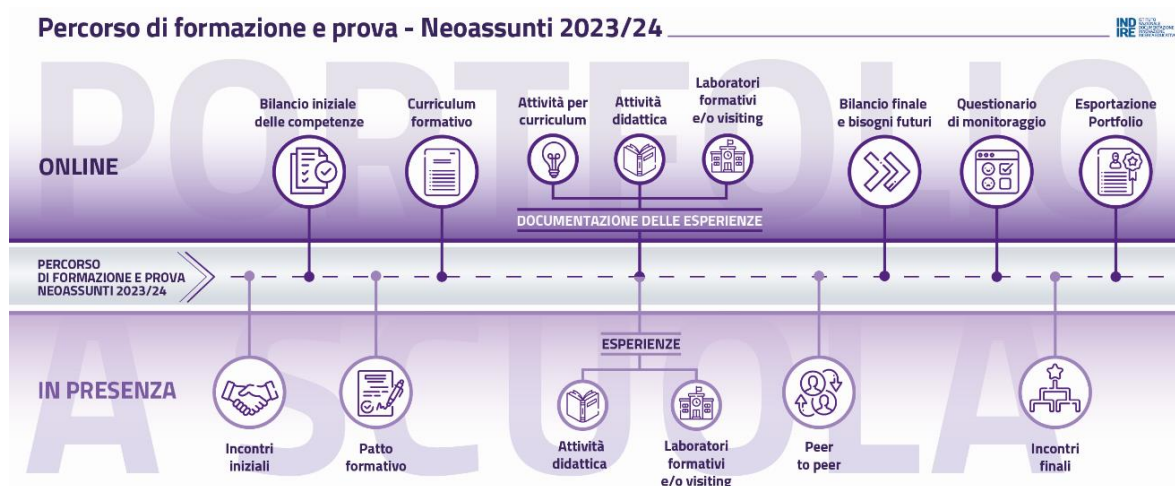 Percorso di formazione e prova - Neoassunti 2023/24
IND
IRE
PORTFOLIO
Bilancio iniziale
delle competenze
Curriculum
formativo
Attività per
curriculum
Attività
didattica
Laboratori
formativi
e/o visiting
Bilancio finale
e bisogni futuri
Questionario
di monitoraggio
Esportazione
Portfolio
ONLINE
DOCUMENTAZIONE DELLE ESPERIENZE
PERCORSO
DI FORMAZIONE E PROVA
NEOASSUNTI 2023/24
A SCUOLA
IN PRESENZA
ESPERIENZE
Incontri
iniziali
Patto
formativo
Attività
didattica
Laboratori
formativi
e/o visiting
Peer
to peer
Incontri
finali